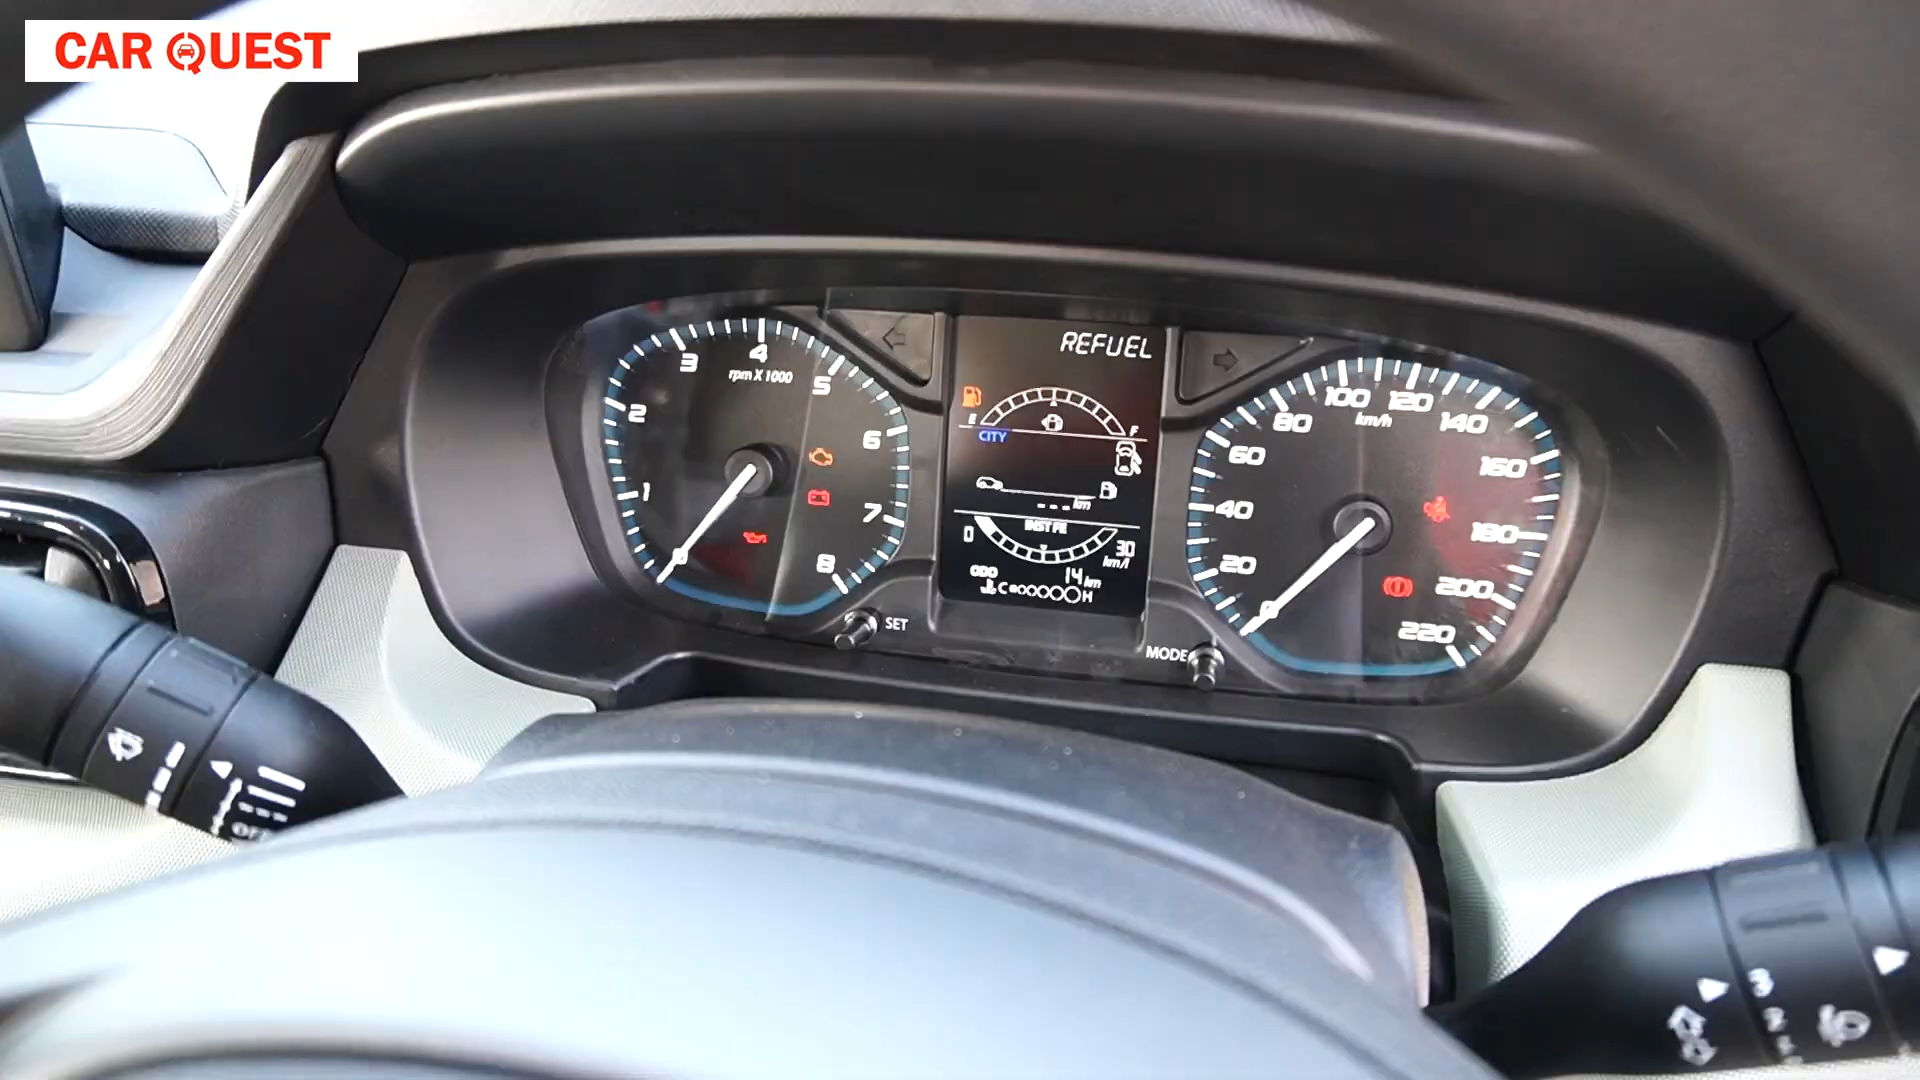 CAR QUEST
REFUEL
1
2
3
4
5
6
7
8
rpm X 1000
E
F
CITY
--- km
INST FE
0
30
km/l
ODO
14 km
C
H
SET
MODE
20
40
60
80
100
120
140
160
180
200
220
km/h
OFF